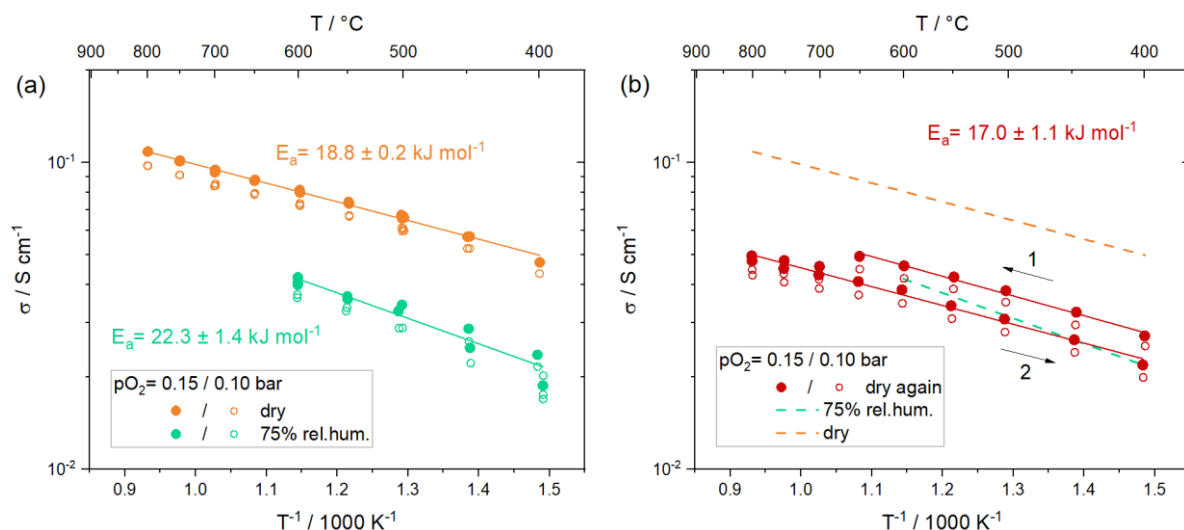 T / °C
900 800 700 600 500 400
(a)
10⁻¹
Eₐ= 18.8 ± 0.2 kJ mol⁻¹
σ / S cm⁻¹
Eₐ= 22.3 ± 1.4 kJ mol⁻¹
pO₂= 0.15 / 0.10 bar
/ dry
/ 75% rel.hum.
10⁻²
0.9 1.0 1.1 1.2 1.3 1.4 1.5
T⁻¹ / 1000 K⁻¹
T / °C
900 800 700 600 500 400
(b)
Eₐ= 17.0 ± 1.1 kJ mol⁻¹
10⁻¹
σ / S cm⁻¹
1
2
pO₂= 0.15 / 0.10 bar
/ dry again
75% rel.hum.
dry
10⁻²
0.9 1.0 1.1 1.2 1.3 1.4 1.5
T⁻¹ / 1000 K⁻¹